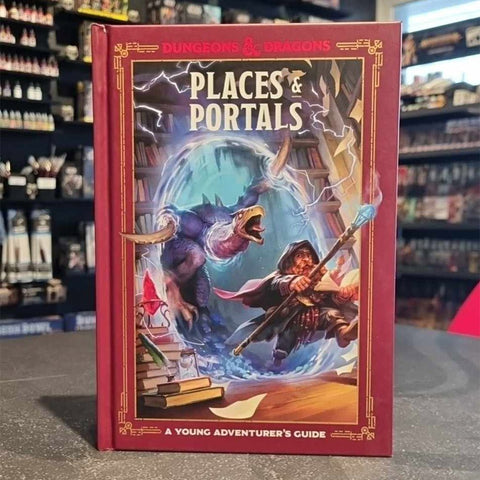 DUNGEONS & DRAGONS
PLACES &
PORTALS
A YOUNG ADVENTURER'S GUIDE